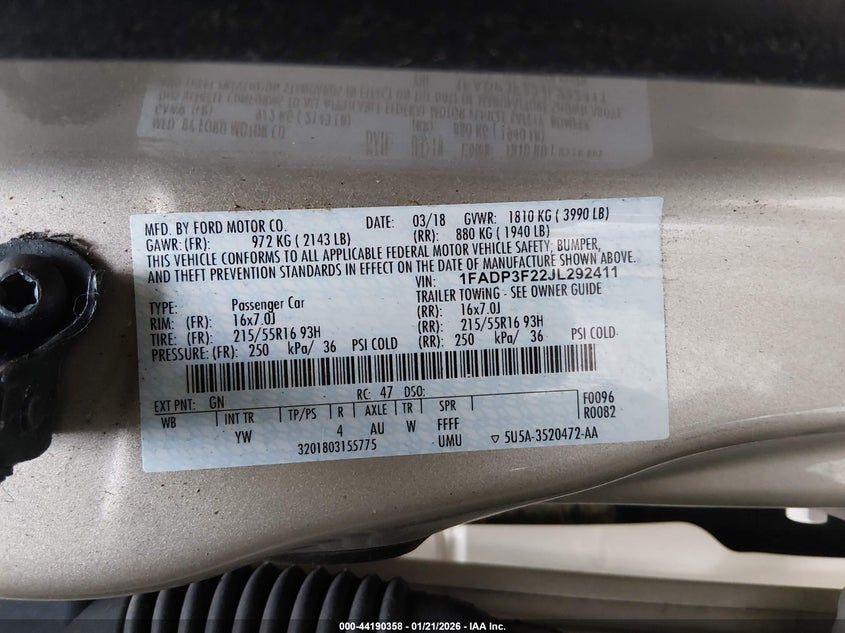 MFD. BY FORD MOTOR CO. DATE: 03/18 GVWR: 1810 KG ( 3990 LB)
GAWR: (FR): 972 KG ( 2143 LB) (RR): 880 KG ( 1940 LB)
THIS VEHICLE CONFORMS TO ALL APPLICABLE FEDERAL MOTOR VEHICLE SAFETY, BUMPER,
AND THEFT PREVENTION STANDARDS IN EFFECT ON THE DATE OF MANUFACTURE SHOWN ABOVE.
VIN: 1FADP3F22JL292411
TYPE: Passenger Car TRAILER TOWING - SEE OWNER GUIDE
RIM: (FR): 16x7.0J (RR): 16x7.0J
TIRE: (FR): 215/55R16 93H (RR): 215/55R16 93H
PRESSURE: (FR): 250 kPa/ 36 PSI COLD (RR): 250 kPa/ 36 PSI COLD
EXT PNT: GN RC: 47 DSO: F0096
WB INT TR TP/PS R AXLE TR SPR R0082
YW 4 AU W FFFF
3201803155775 UMU ▽ 5U5A-3520472-AA
000-44190358 - 01/21/2026 - IAA Inc.